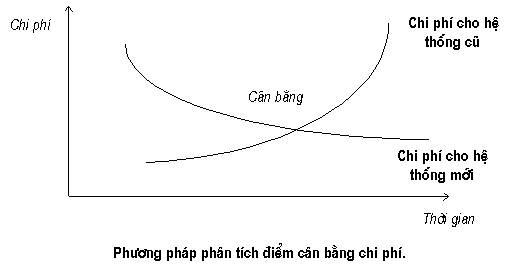 Chi phí
Chi phí cho hệ
thống cũ
Cân bằng
Chi phí cho hệ
thống mới
Thời gian
Phương pháp phân tích điểm cân bằng chi phí.